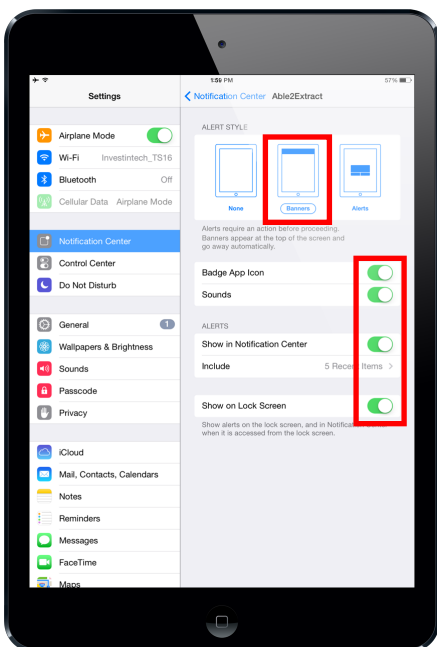 1:59 PM
57%
Settings
Notification Center
Able2Extract
Airplane Mode
Wi-Fi Investintech_TS16
Bluetooth Off
Cellular Data Airplane Mode
Notification Center
Control Center
Do Not Disturb
General 1
Wallpapers & Brightness
Sounds
Passcode
Privacy
iCloud
Mail, Contacts, Calendars
Notes
Reminders
Messages
FaceTime
Maps
ALERT STYLE
None
Banners
Alerts
Alerts require an action before proceeding.
Banners appear at the top of the screen and
go away automatically.
Badge App Icon
Sounds
ALERTS
Show in Notification Center
Include 5 Recent Items
Show on Lock Screen
Show alerts on the lock screen, and in Notification Center
when it is accessed from the lock screen.